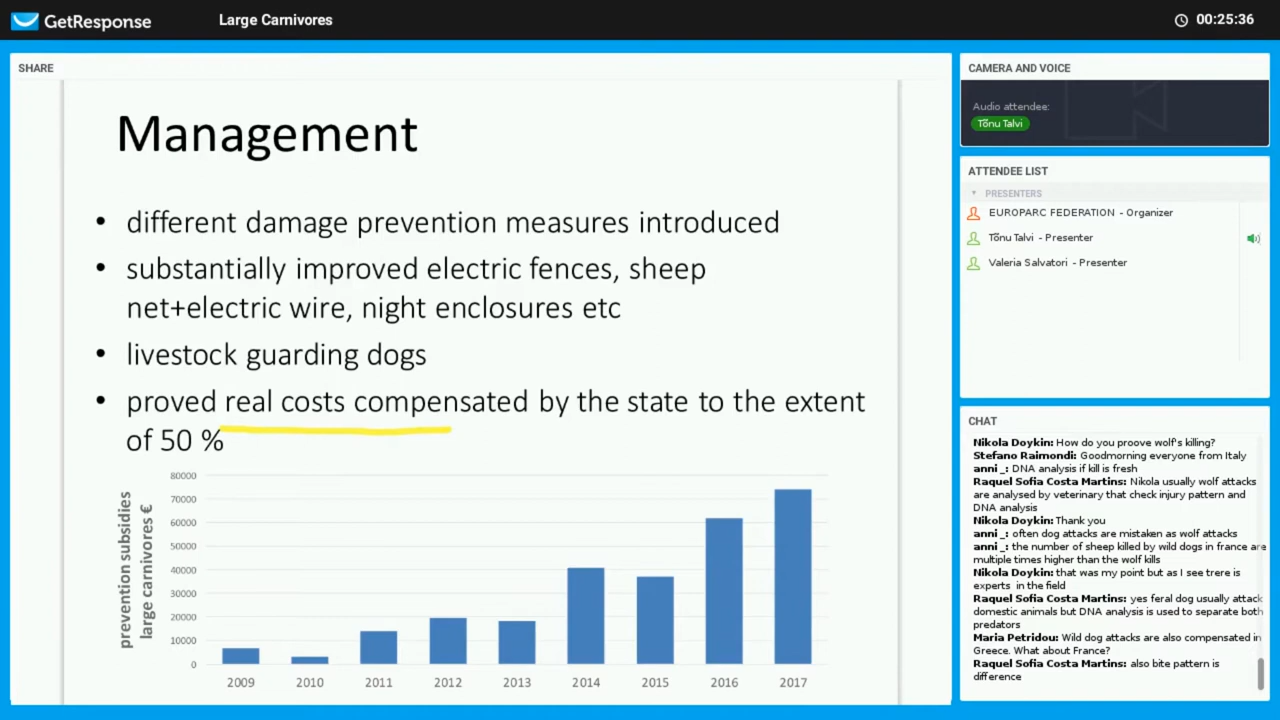 GetResponse
Large Carnivores
00:25:36
SHARE
Management
• different damage prevention measures introduced
• substantially improved electric fences, sheep
net+electric wire, night enclosures etc
• livestock guarding dogs
• proved real costs compensated by the state to the extent
of 50 %
prevention subsidies
large carnivores €
80000
70000
60000
50000
40000
30000
20000
10000
0
2009 2010 2011 2012 2013 2014 2015 2016 2017
CAMERA AND VOICE
Audio attendee:
Tõnu Talvi
ATTENDEE LIST
PRESENTERS
EUROPARC FEDERATION - Organizer
Tõnu Talvi - Presenter
Valeria Salvatori - Presenter
CHAT
Nikola Doykin: How do you proove wolf's killing?
Stefano Raimondi: Goodmorning everyone from Italy
anni _: DNA analysis if kill is fresh
Raquel Sofia Costa Martins: Nikola usually wolf attacks
are analysed by veterinary that check injury pattern and
DNA analysis
Nikola Doykin: Thank you
anni _: often dog attacks are mistaken as wolf attacks
anni _: the number of sheep killed by wild dogs in france are
multiple times higher than the wolf kills
Nikola Doykin: that was my point but as I see trere is
experts in the field
Raquel Sofia Costa Martins: yes feral dog usually attack
domestic animals but DNA analysis is used to separate both
predators
Maria Petridou: Wild dog attacks are also compensated in
Greece. What about France?
Raquel Sofia Costa Martins: also bite pattern is
difference